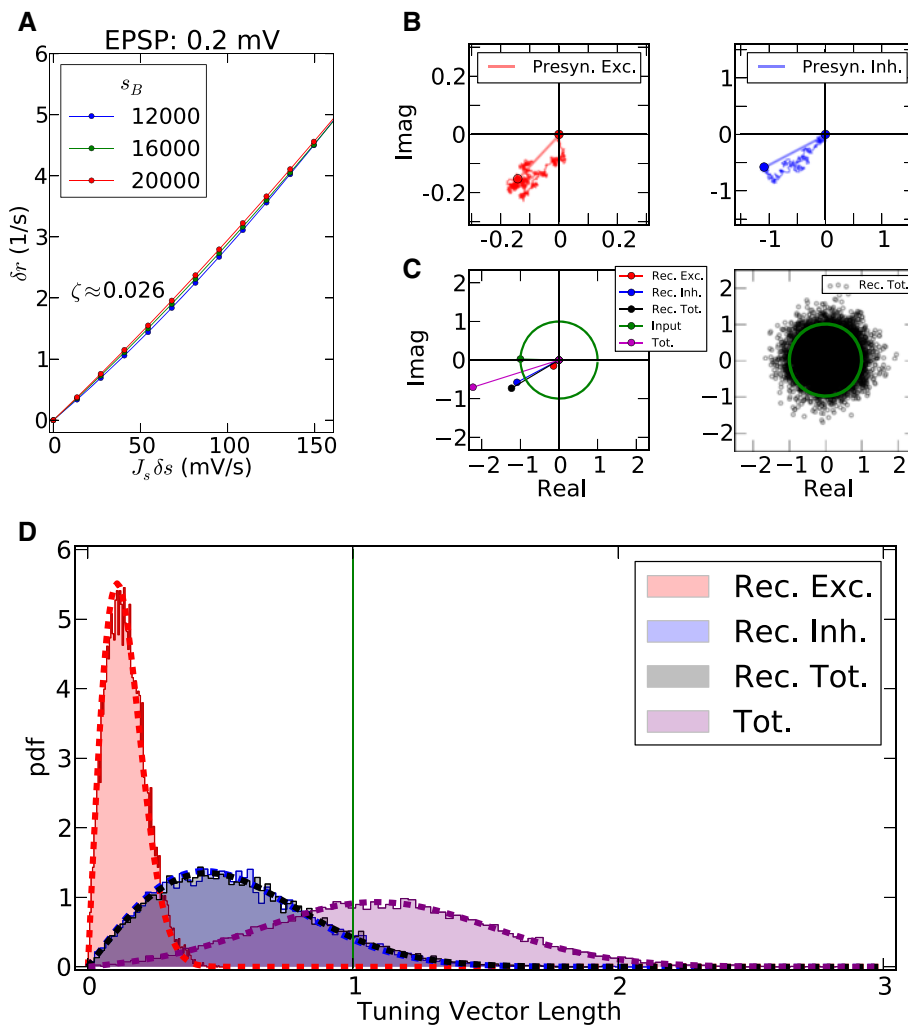 A
EPSP: 0.2 mV
s_B
12000
16000
20000
ζ≈0.026
δr (1/s)
6
5
4
3
2
1
0
0
50
100
150
J_s δs (mV/s)
B
Presyn. Exc.
Imag
0.2
0
-0.2
-0.2
0
0.2
Presyn. Inh.
1
0
-1
-1
0
1
C
Rec. Exc.
Rec. Inh.
Rec. Tot.
Input
Tot.
Imag
2
1
0
−1
−2
−2
−1
0
1
2
Real
Rec. Tot.
2
1
0
−1
−2
−2
−1
0
1
2
Real
D
Rec. Exc.
Rec. Inh.
Rec. Tot.
Tot.
pdf
6
5
4
3
2
1
0
0
1
2
3
Tuning Vector Length